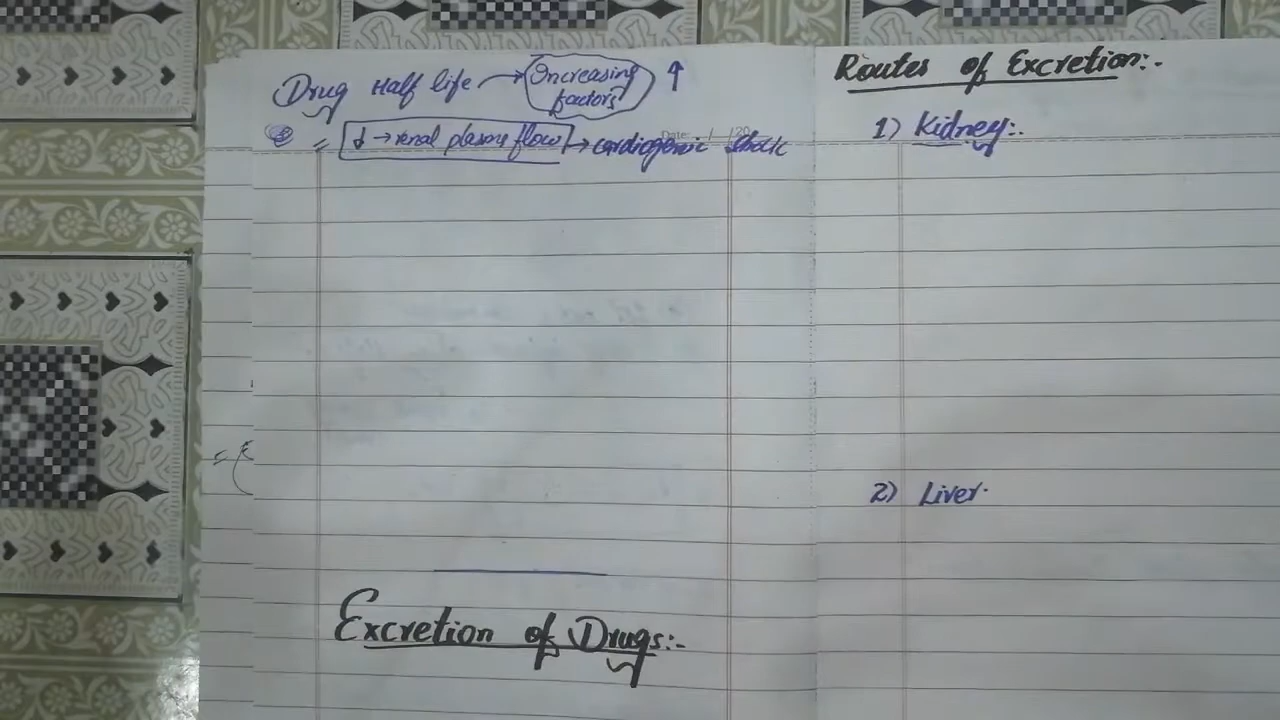 Drug Half life → Increasing factors ↑
↓ → renal plasma flow → cardiogenic shock
Excretion of Drugs:-
Routes of Excretion:-
1) Kidney:-
2) Liver.